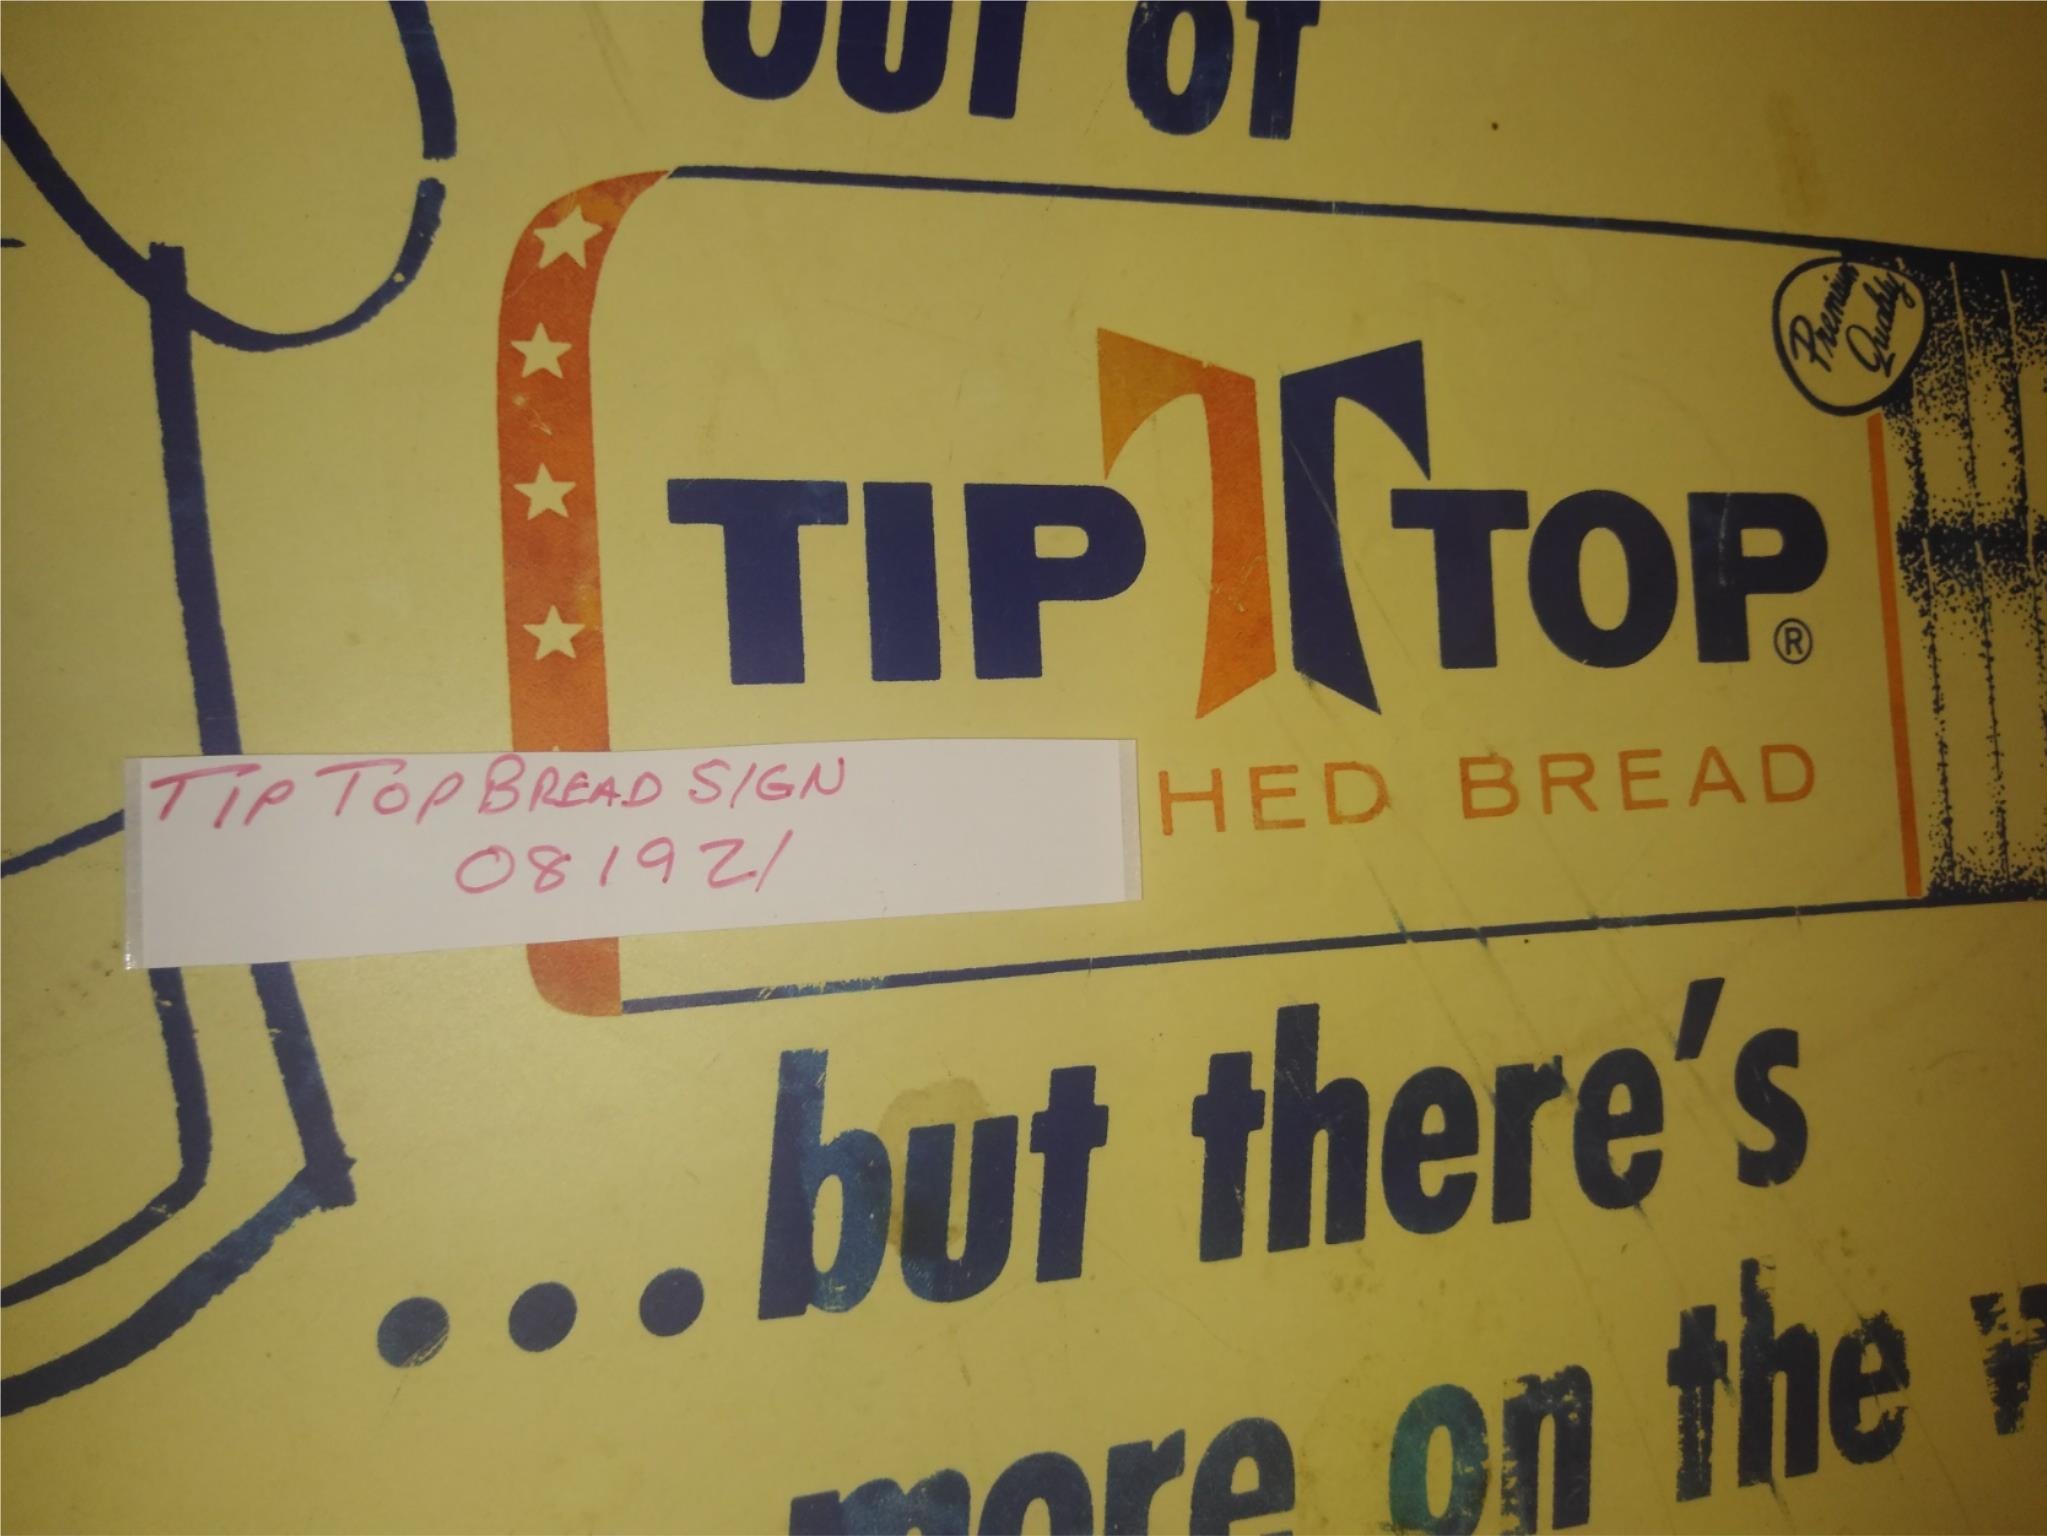 out of
Premium
Quality
TIP TOP®
HED BREAD
TIP TOP BREAD SIGN
081921
...but there's
more on the